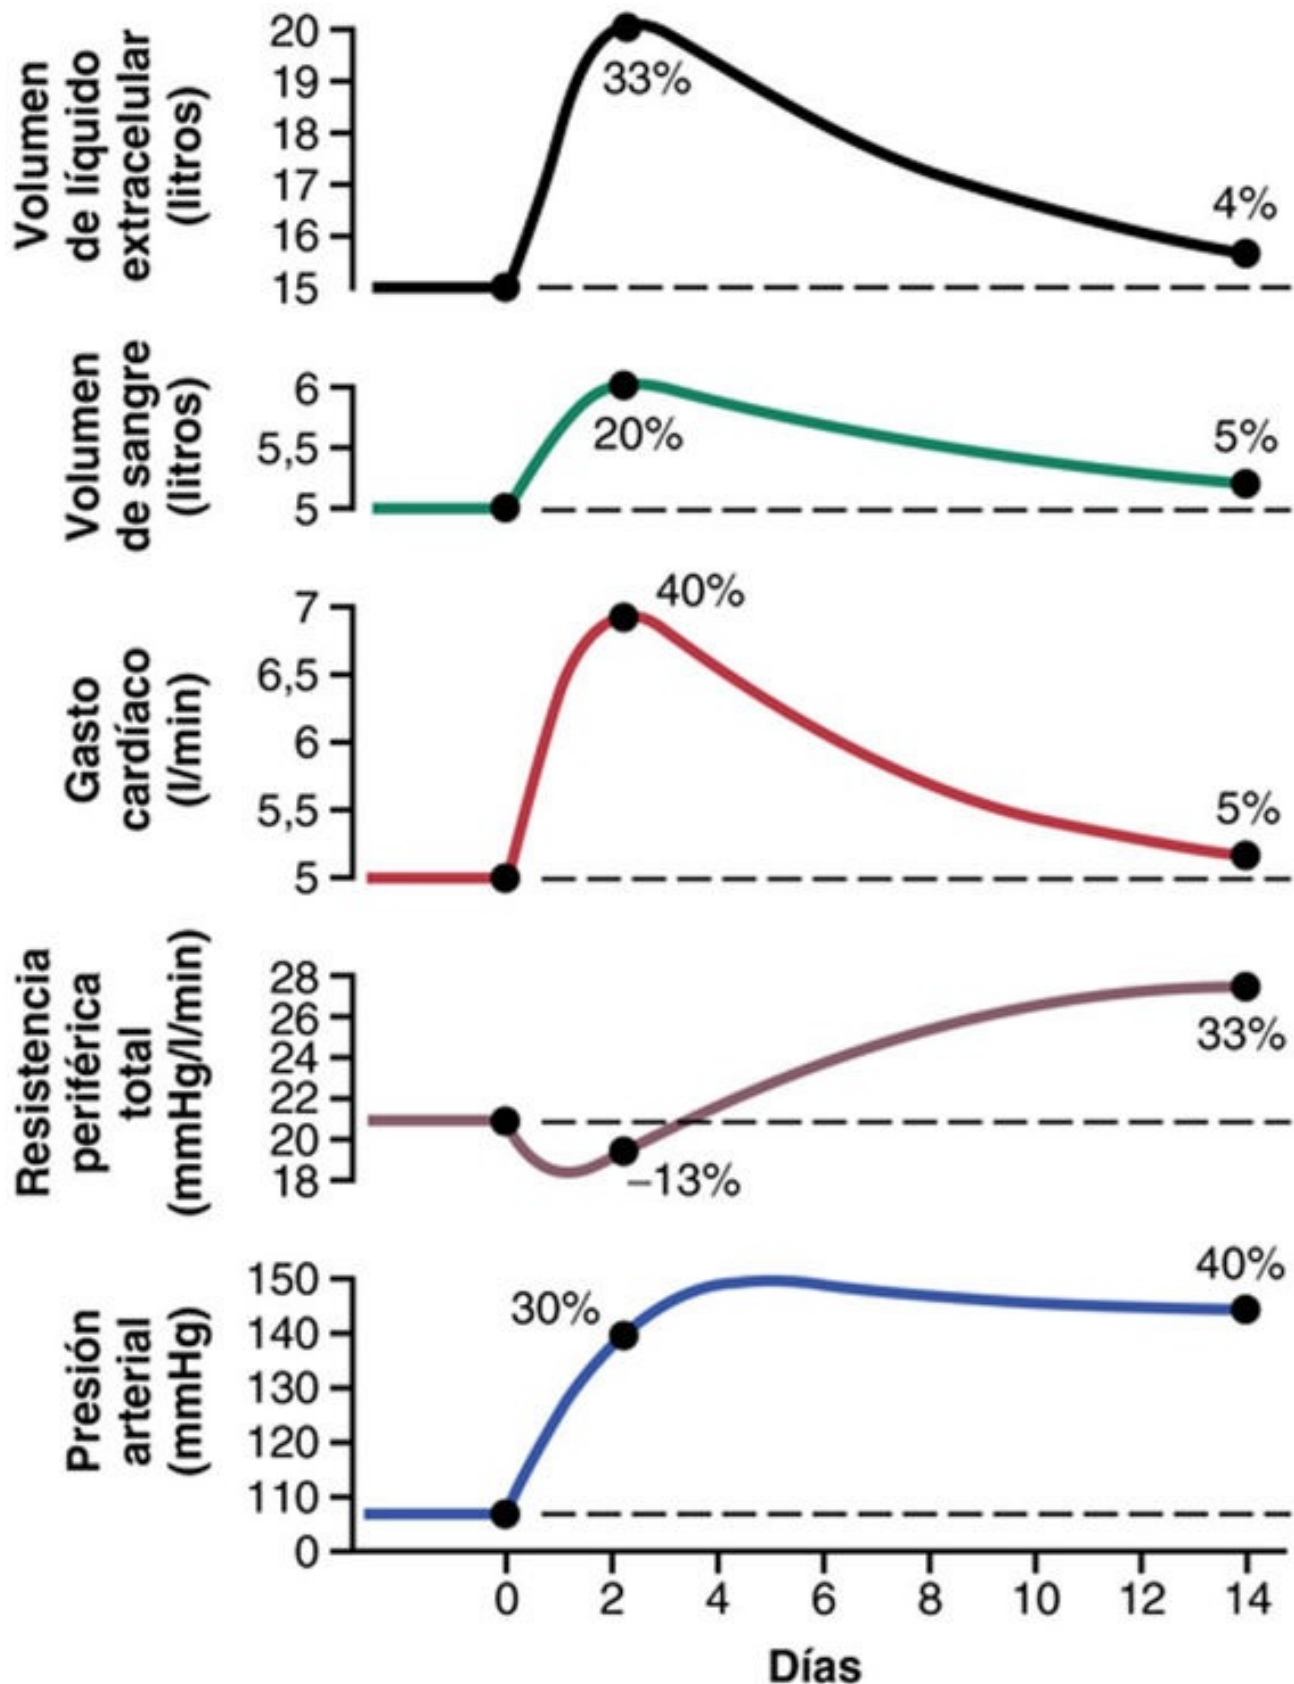 Volumen
de líquido
extracelular
(litros)
20
19
18
17
16
15
33%
4%
Volumen
de sangre
(litros)
6
5,5
5
20%
5%
Gasto
cardíaco
(l/min)
7
6,5
6
5,5
5
40%
5%
Resistencia
periférica
total
(mmHg/l/min)
28
26
24
22
20
18
–13%
33%
Presión
arterial
(mmHg)
150
140
130
120
110
0
30%
40%
0 2 4 6 8 10 12 14
Días